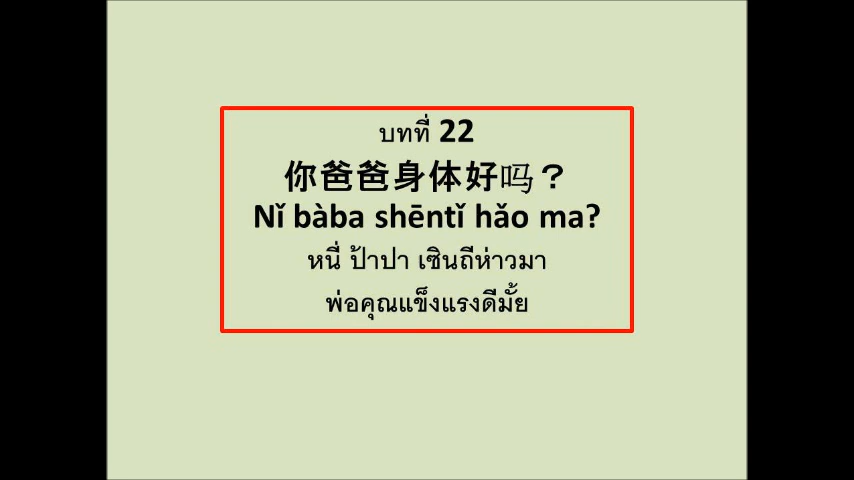 บทที่ 22
你爸爸身体好吗？
Nǐ bàba shēntǐ hǎo ma?
หนี่ ป้าปา เซินถีห่าวมา
พ่อคุณแข็งแรงดีมั้ย